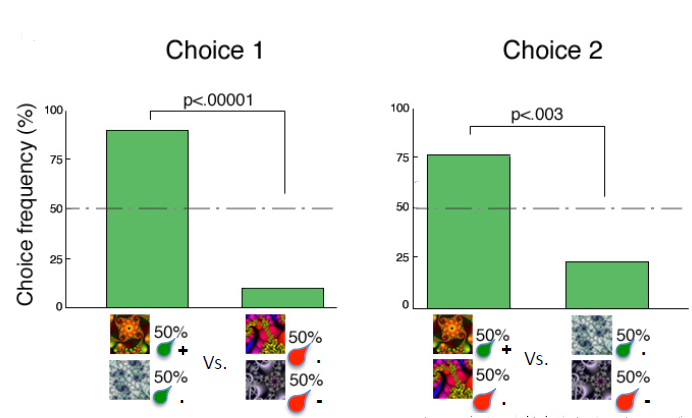 Choice 1
Choice 2
Choice frequency (%)
100
75
50
25
0
p<.00001
50% +
50% .
Vs.
50% .
50% -
100
75
50
25
0
p<.003
50% +
50% .
Vs.
50% .
50% -